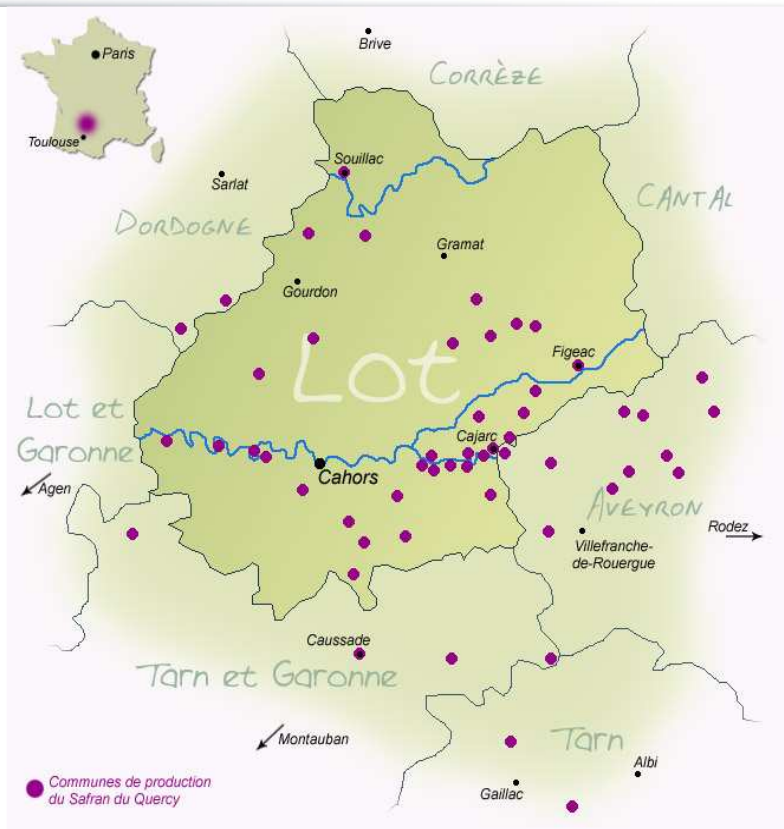 Paris
Toulouse
Brive
CORRÈZE
Souillac
Sarlat
CANTAL
DORDOGNE
Gramat
Gourdon
Lot
Figeac
Lot et
Garonne
Cajarc
Cahors
Agen
AVEYRON
Rodez
Villefranche-
de-Rouergue
Caussade
Tarn et Garonne
Montauban
Tarn
Albi
Gaillac
Communes de production
du Safran du Quercy